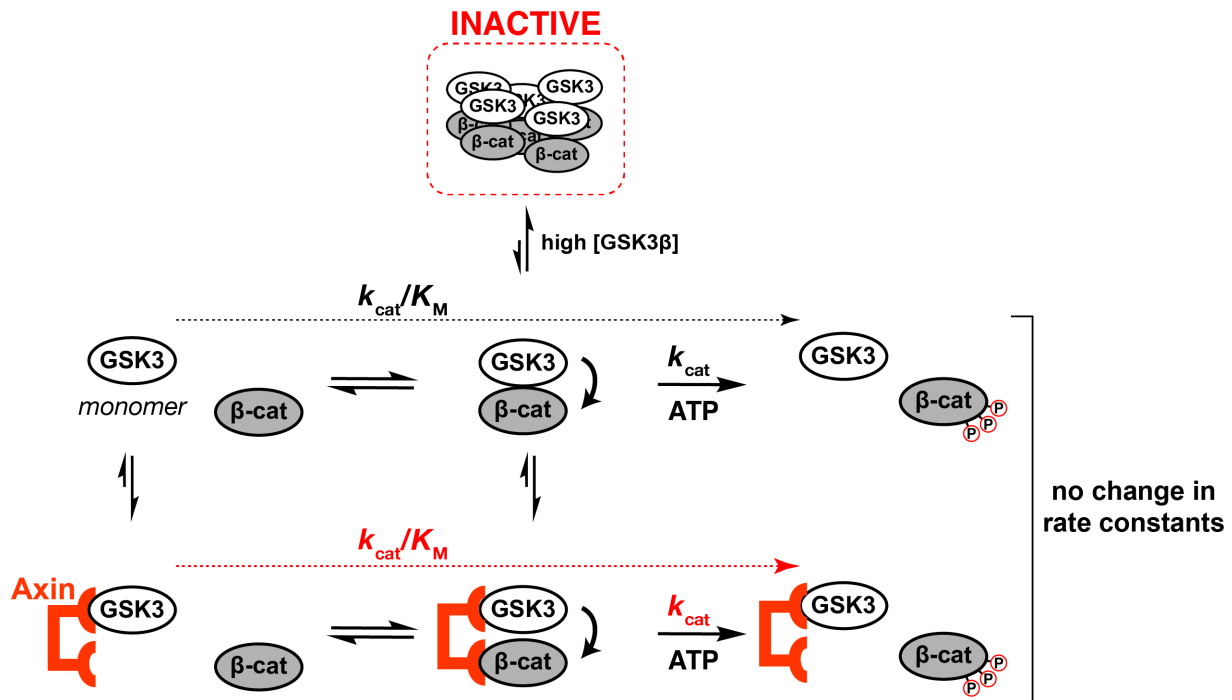 INACTIVE
GSK3
GSK3
GSK3
GSK3
β-cat
β-cat
high [GSK3β]
kcat/KM
GSK3
GSK3
GSK3
kcat
monomer
β-cat
β-cat
ATP
β-cat
P
P
P
no change in
rate constants
kcat/KM
Axin
GSK3
GSK3
GSK3
kcat
β-cat
β-cat
ATP
β-cat
P
P
P